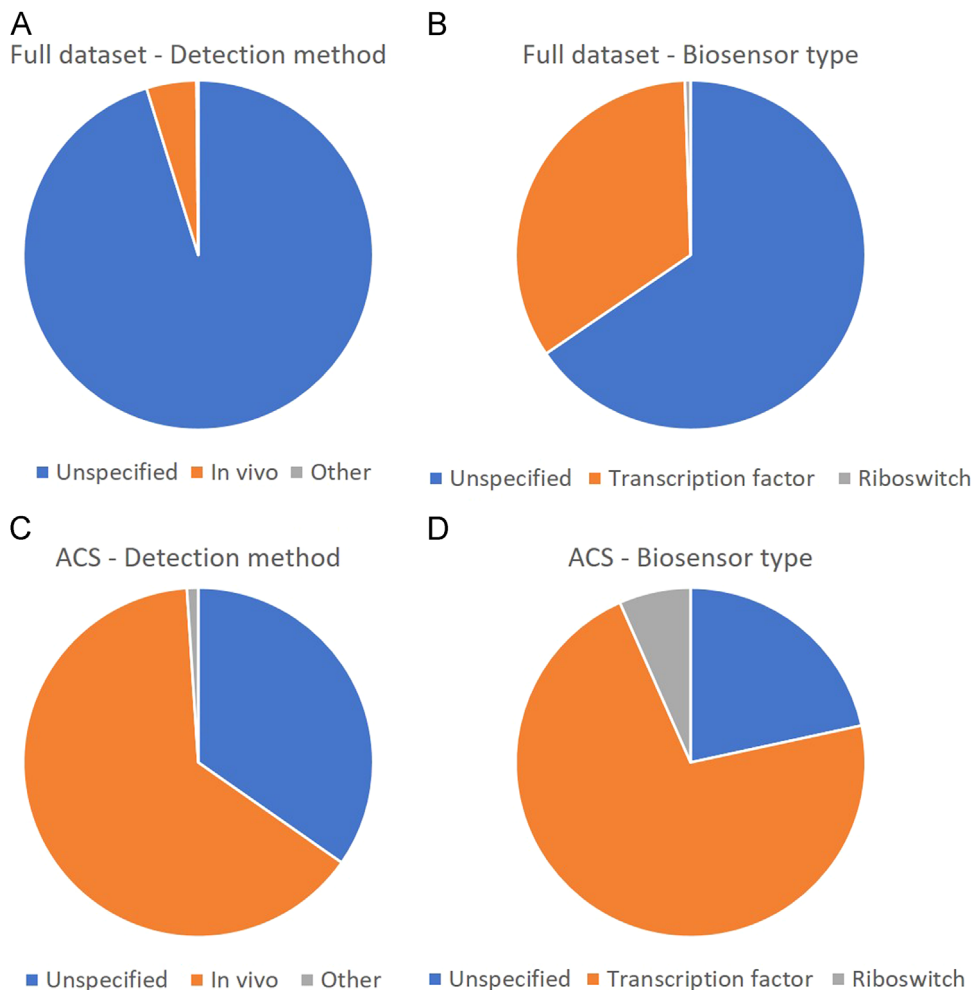 A
Full dataset - Detection method
Unspecified In vivo Other
B
Full dataset - Biosensor type
Unspecified Transcription factor Riboswitch
C
ACS - Detection method
Unspecified In vivo Other
D
ACS - Biosensor type
Unspecified Transcription factor Riboswitch